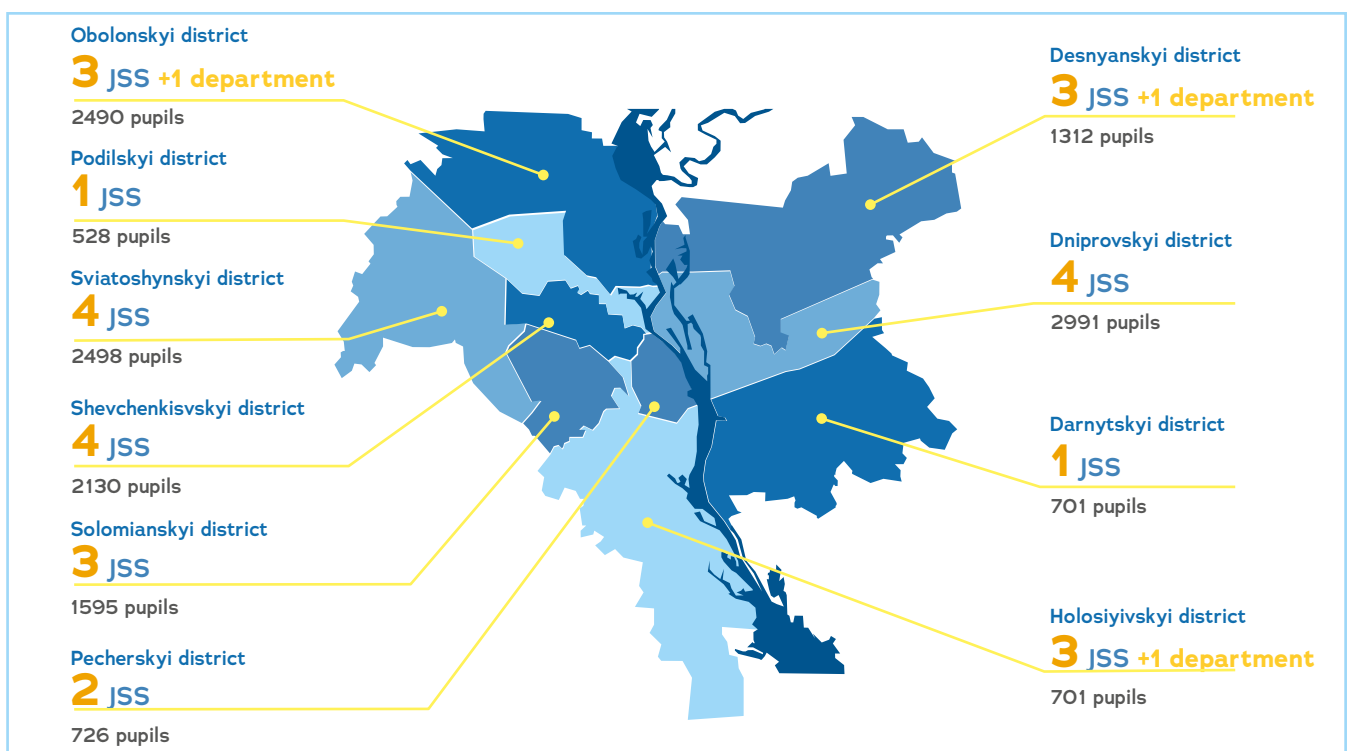 Obolonskyi district
3 JSS +1 department
2490 pupils
Podilskyi district
1 JSS
528 pupils
Sviatoshynskyi district
4 JSS
2498 pupils
Shevchenkisvskyi district
4 JSS
2130 pupils
Solomianskyi district
3 JSS
1595 pupils
Pecherskyi district
2 JSS
726 pupils
Desnyanskyi district
3 JSS +1 department
1312 pupils
Dniprovskyi district
4 JSS
2991 pupils
Darnytskyi district
1 JSS
701 pupils
Holosiyivskyi district
3 JSS +1 department
701 pupils